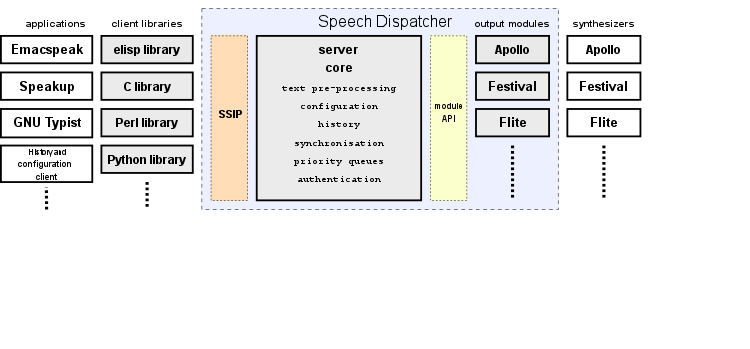 Speech Dispatcher
applications
client libraries
output modules
synthesizers
Emacspeak
Speakup
GNU Typist
History and
configuration
client
elisp library
C library
Perl library
Python library
SSIP
server
core
text pre-processing
configuration
history
synchronisation
priority queues
authentication
module
API
Apollo
Festival
Flite
Apollo
Festival
Flite